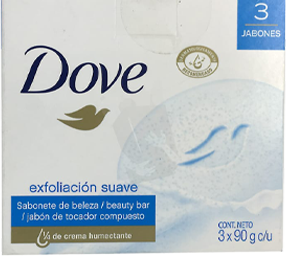 3
JABONES
Dove
exfoliación suave
Sabonete de beleza / beauty bar
/ jabón de tocador compuesto
¼ de crema humectante
CONT. NETO
3 x 90 g c/u